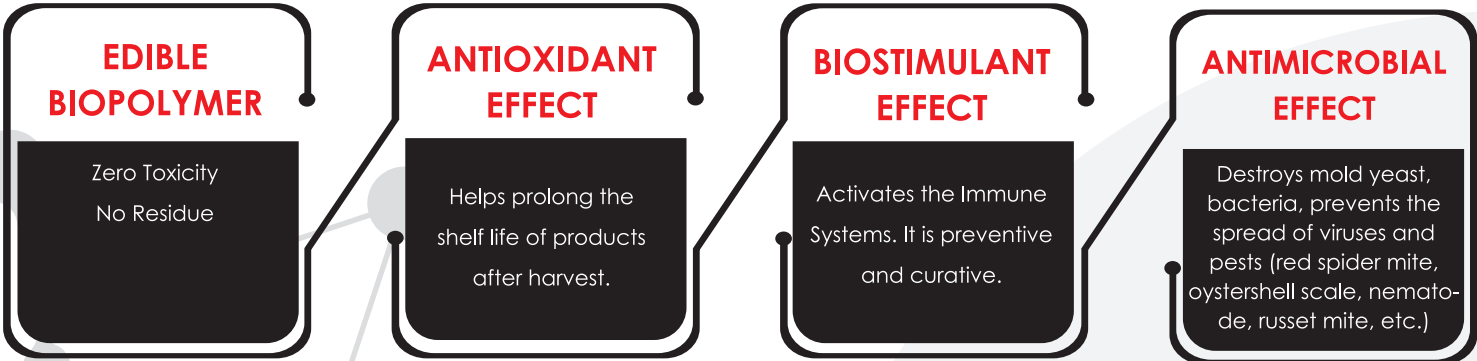 EDIBLE
BIOPOLYMER
Zero Toxicity
No Residue
ANTIOXIDANT
EFFECT
Helps prolong the
shelf life of products
after harvest.
BIOSTIMULANT
EFFECT
Activates the Immune
Systems. It is preventive
and curative.
ANTIMICROBIAL
EFFECT
Destroys mold yeast,
bacteria, prevents the
spread of viruses and
pests (red spider mite,
oystershell scale, nemato-
de, russet mite, etc.)